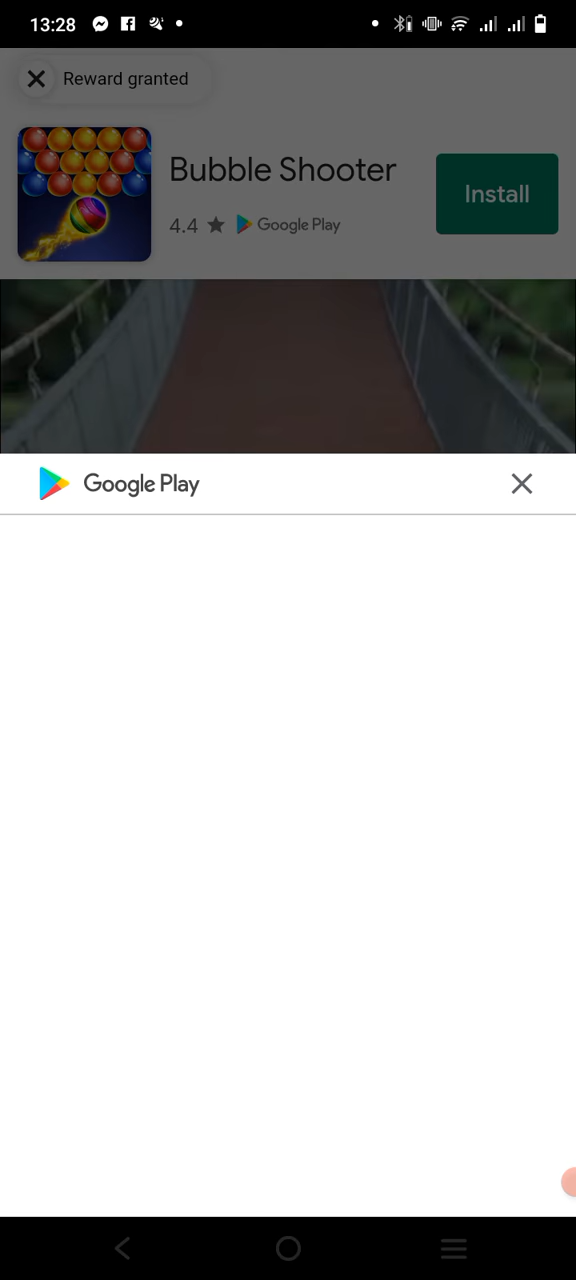 13:28
Reward granted
Bubble Shooter
Install
4.4 ★ Google Play
Google Play